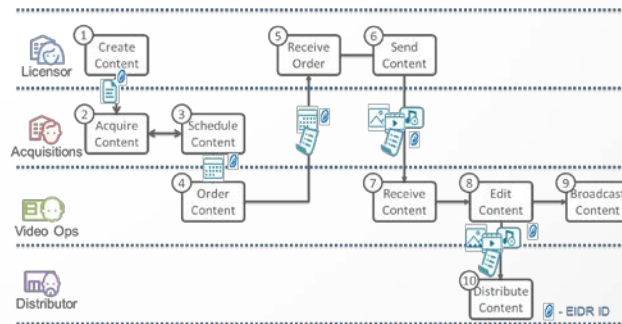 1
Create
Content
5
Receive
Order
6
Send
Content
Licensor
2
Acquire
Content
3
Schedule
Content
Acquisitions
4
Order
Content
7
Receive
Content
8
Edit
Content
9
Broadcast
Content
Video Ops
10
Distribute
Content
Distributor
- EIDR ID